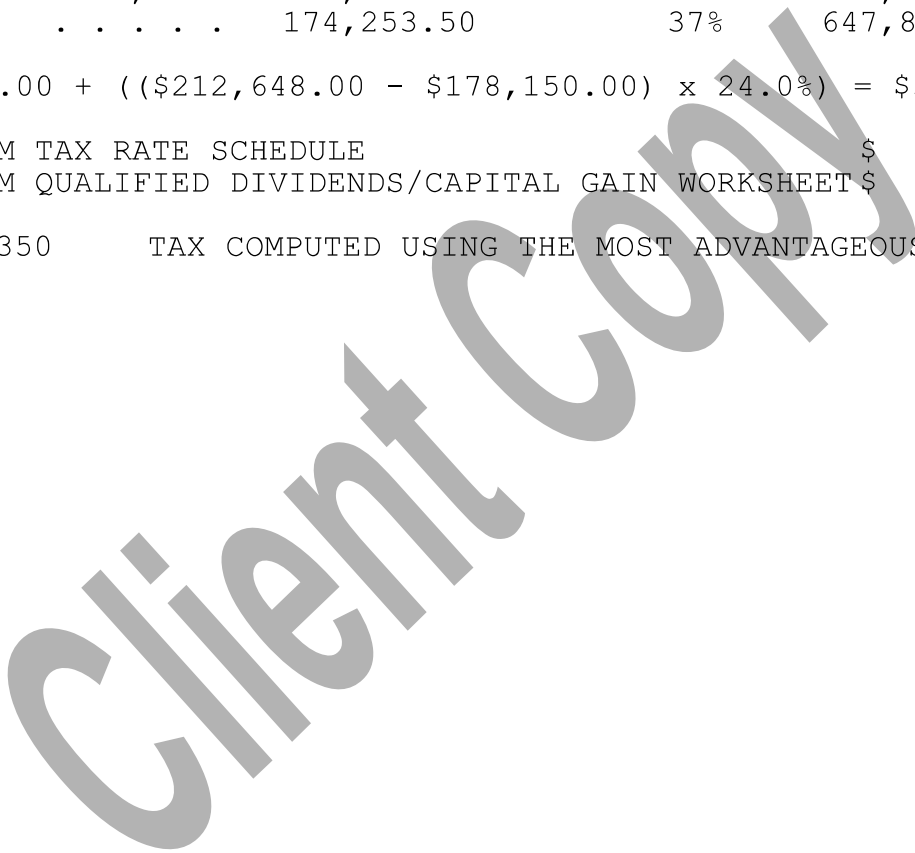 . . . . . 174,253.50 37% 647,8
.00 + (($212,648.00 - $178,150.00) x 24.0%) = $
M TAX RATE SCHEDULE $
M QUALIFIED DIVIDENDS/CAPITAL GAIN WORKSHEET $
350 TAX COMPUTED USING THE MOST ADVANTAGEOUS
Client Copy